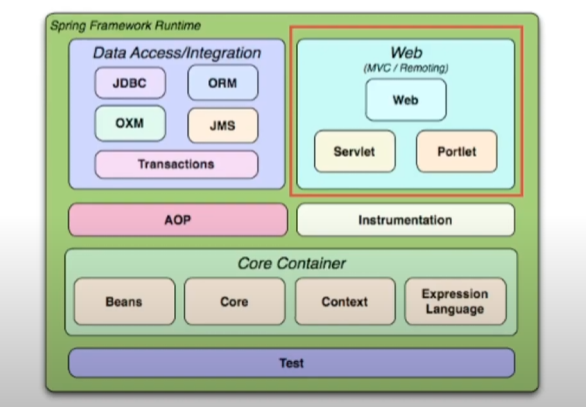 Spring Framework Runtime
Data Access/Integration
JDBC
ORM
OXM
JMS
Transactions
Web
(MVC / Remoting)
Web
Servlet
Portlet
AOP
Instrumentation
Core Container
Beans
Core
Context
Expression
Language
Test